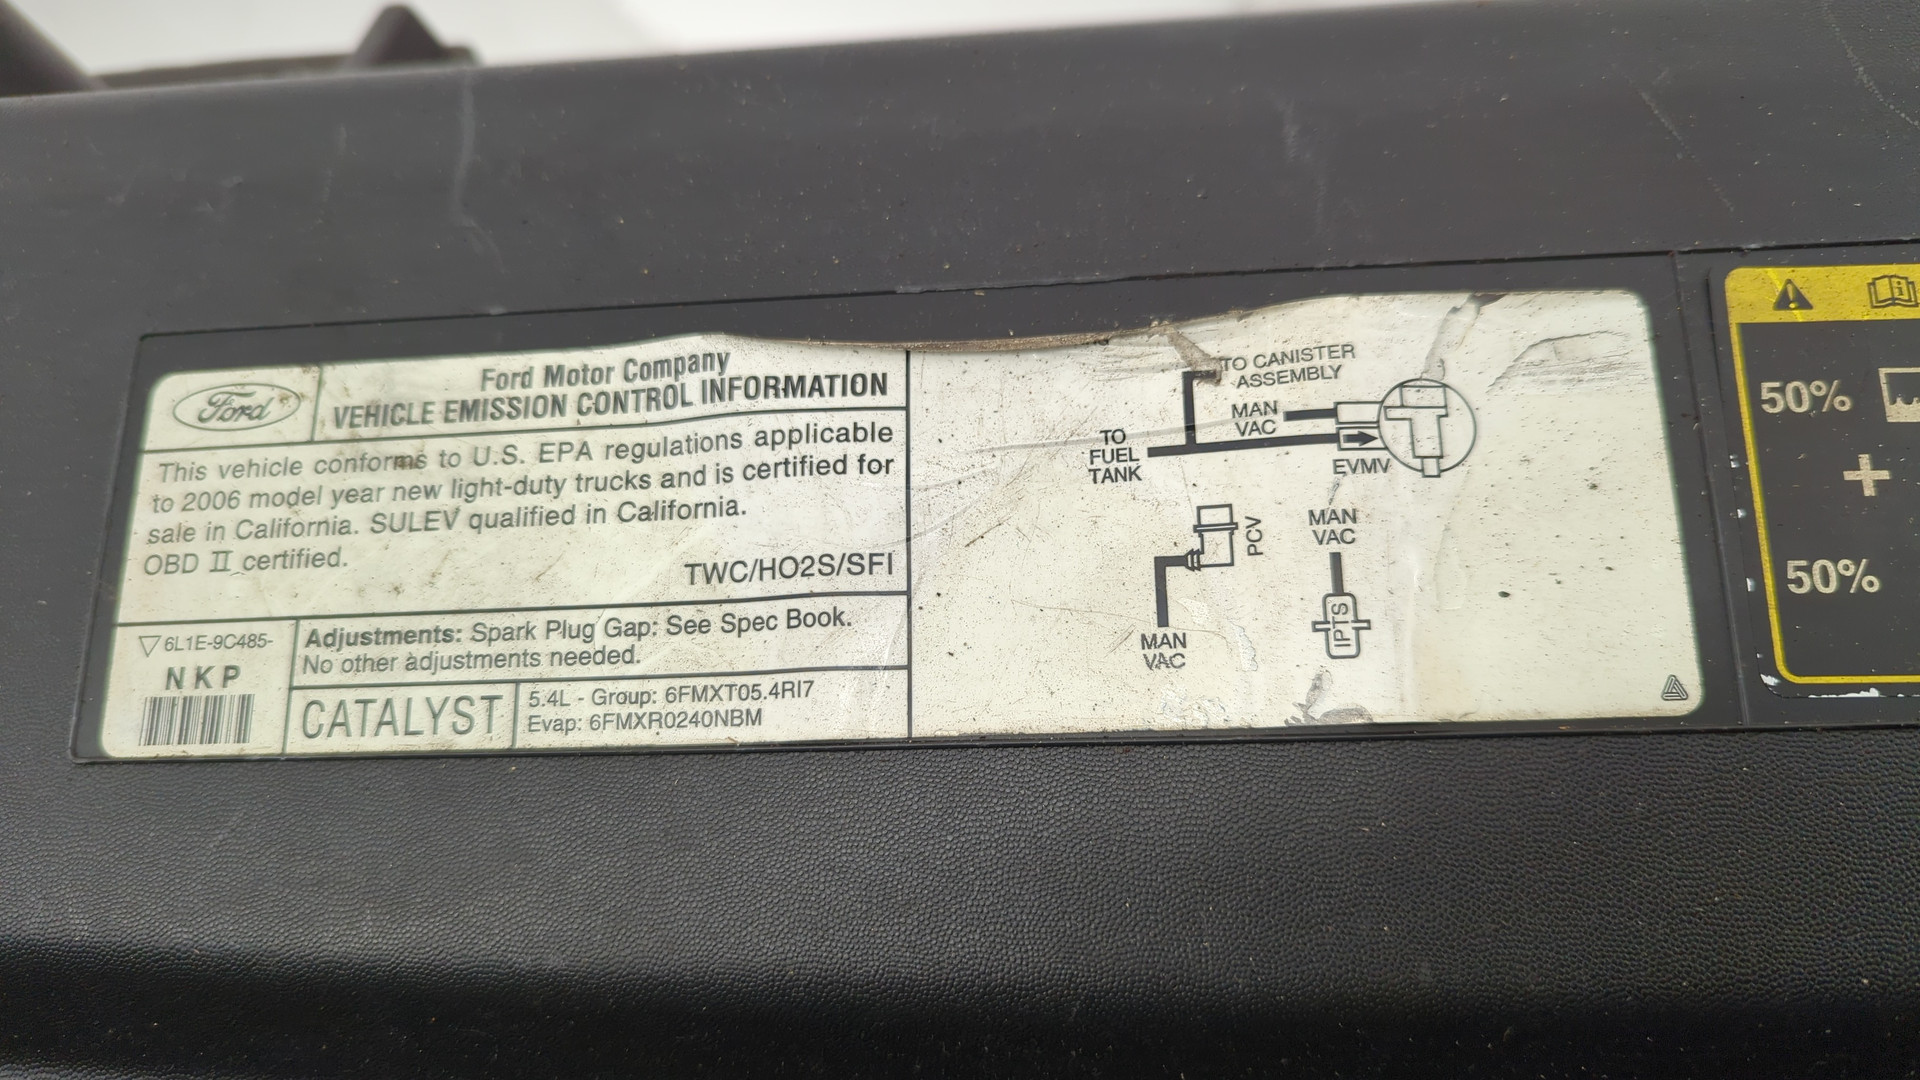 Ford
Ford Motor Company
VEHICLE EMISSION CONTROL INFORMATION
This vehicle conforms to U.S. EPA regulations applicable
to 2006 model year new light-duty trucks and is certified for
sale in California. SULEV qualified in California.
OBD II certified.
TWC/HO2S/SFI
6L1E-9C485-
NKP
Adjustments: Spark Plug Gap: See Spec Book.
No other adjustments needed.
CATALYST
5.4L - Group: 6FMXT05.4RI7
Evap: 6FMXR0240NBM
TO CANISTER
ASSEMBLY
MAN
VAC
TO
FUEL
TANK
EVMV
PCV
MAN
VAC
MAN
VAC
IPTS
50%
+
50%